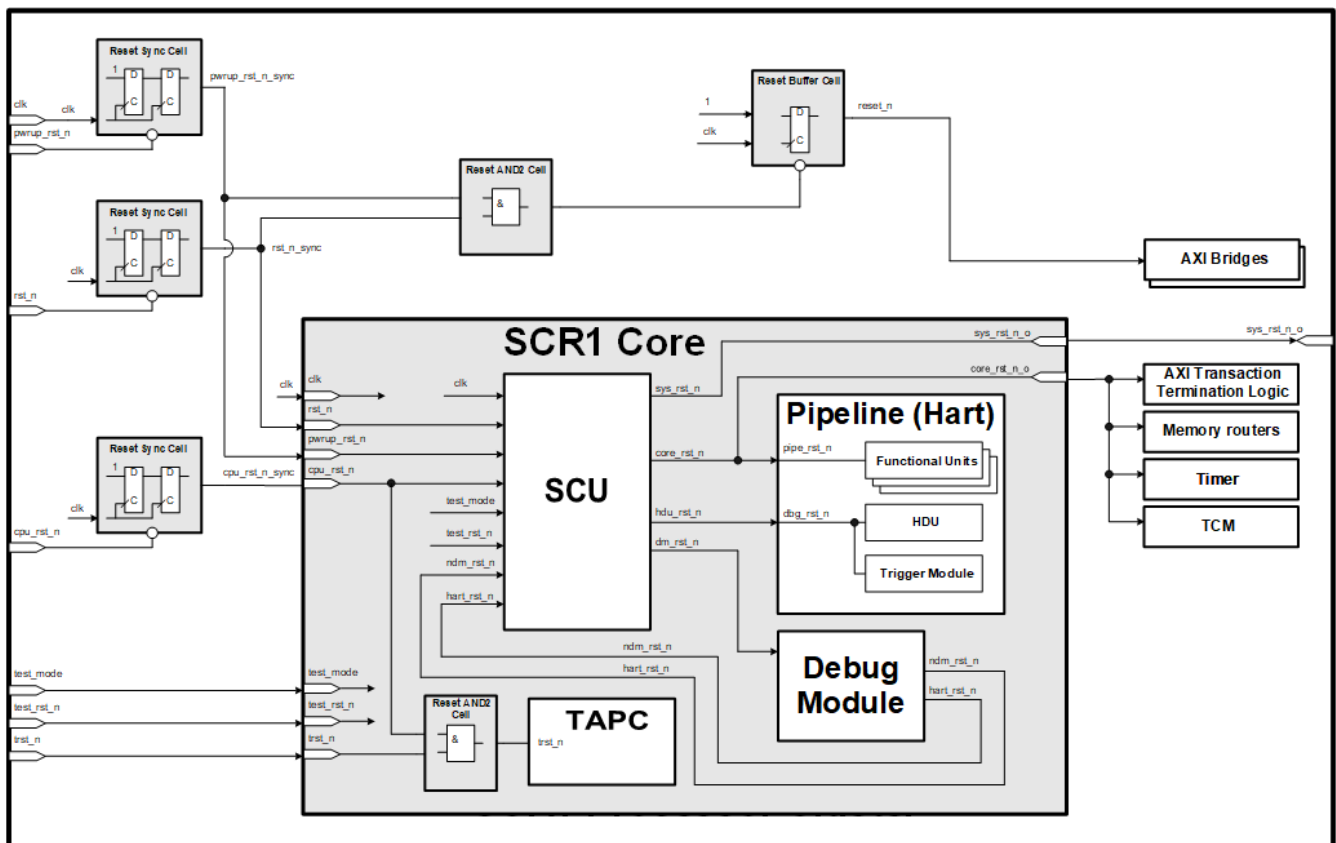 Reset Sync Cell
1
D
D
C
C
pwrup_rst_n_sync
clk
clk
pwrup_rst_n
Reset Buffer Cell
1
D
clk
C
reset_n
Reset AND2 Cell
&
Reset Sync Cell
1
D
D
C
C
rst_n_sync
clk
rst_n
AXI Bridges
SCR1 Core
sys_rst_n_o
sys_rst_n_o
core_rst_n_o
clk
clk
clk
rst_n
pwrup_rst_n
cpu_rst_n
SCU
sys_rst_n
core_rst_n
hdu_rst_n
dm_rst_n
test_mode
test_rst_n
ndm_rst_n
hart_rst_n
Pipeline (Hart)
pipe_rst_n
Functional Units
dbg_rst_n
HDU
Trigger Module
AXI Transaction
Termination Logic
Memory routers
Timer
TCM
Reset Sync Cell
1
D
D
C
C
cpu_rst_n_sync
clk
cpu_rst_n
ndm_rst_n
hart_rst_n
Debug
Module
ndm_rst_n
hart_rst_n
test_mode
test_rst_n
trst_n
test_mode
test_rst_n
trst_n
Reset AND2
Cell
&
TAPC
trst_n